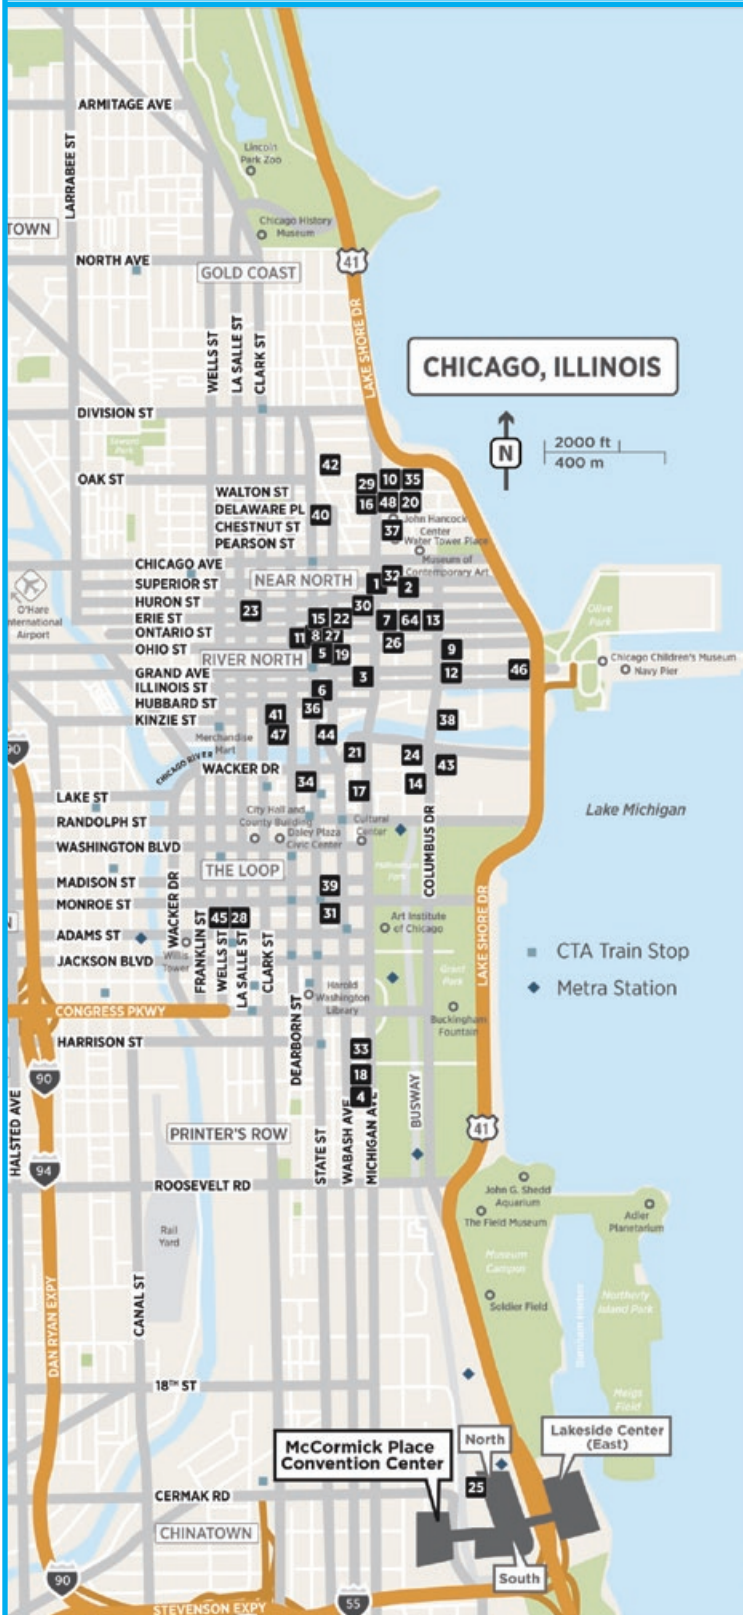 ARMITAGE AVE
LARRABEE ST
Lincoln
Park Zoo
Chicago History
Museum
TOWN
NORTH AVE
GOLD COAST
41
LAKE SHORE DR
WELLS ST
LA SALLE ST
CLARK ST
CHICAGO, ILLINOIS
DIVISION ST
N
2000 ft
400 m
Seward
Park
42
OAK ST
29
10
35
WALTON ST
16
48
20
DELAWARE PL
40
CHESTNUT ST
John Hancock
Center
37
PEARSON ST
Water Tower Place
Museum of
Contemporary Art
CHICAGO AVE
NEAR NORTH
32
1
2
SUPERIOR ST
O'Hare
International
Airport
HURON ST
23
30
Olive
Park
ERIE ST
15
22
7
64
13
ONTARIO ST
11
8
27
26
OHIO ST
5
19
9
RIVER NORTH
Chicago Children's Museum
Navy Pier
GRAND AVE
3
12
46
ILLINOIS ST
6
HUBBARD ST
36
41
KINZIE ST
38
Merchandise
Mart
47
44
21
24
43
CHICAGO RIVER
WACKER DR
34
17
14
LAKE ST
City Hall and
County Building
Cultural
Center
COLUMBUS DR
Lake Michigan
RANDOLPH ST
Daley Plaza
Civic Center
WASHINGTON BLVD
Millennium
Park
THE LOOP
MADISON ST
39
WACKER DR
MONROE ST
45
28
31
Art Institute
of Chicago
ADAMS ST
Willis
Tower
FRANKLIN ST
WELLS ST
LA SALLE ST
CLARK ST
LAKE SHORE DR
CTA Train Stop
JACKSON BLVD
Grant
Park
Metra Station
Harold
Washington
Library
CONGRESS PKWY
Buckingham
Fountain
HARRISON ST
DEARBORN ST
33
90
18
4
HALSTED AVE
BUSWAY
PRINTER'S ROW
STATE ST
WABASH AVE
MICHIGAN AVE
41
94
ROOSEVELT RD
John G. Shedd
Aquarium
The Field Museum
Adler
Planetarium
Rail
Yard
Museum
Campus
CANAL ST
Soldier Field
Northerly
Island Park
Burnham Harbor
DAN RYAN EXPY
18TH ST
Meigs
Field
McCormick Place
Convention Center
North
Lakeside Center
(East)
25
CERMAK RD
CHINATOWN
South
90
STEVENSON EXPY
55